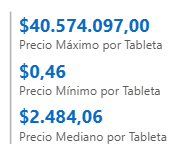 $40.574.097,00
Precio Máximo por Tableta
$0,46
Precio Mínimo por Tableta
$2.484,06
Precio Mediano por Tableta